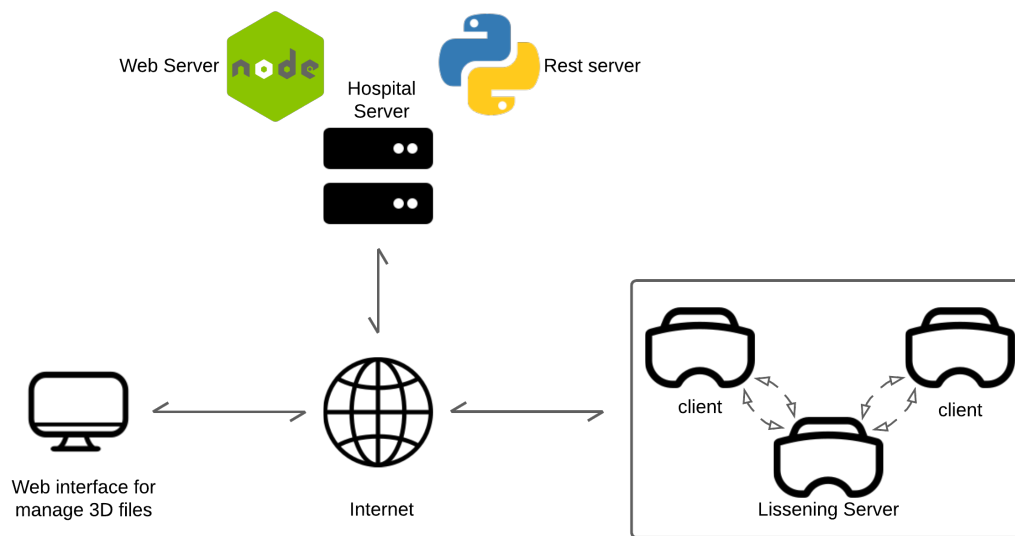 Web Server
node
Rest server
Hospital
Server
client
client
Lissening Server
Web interface for
manage 3D files
Internet